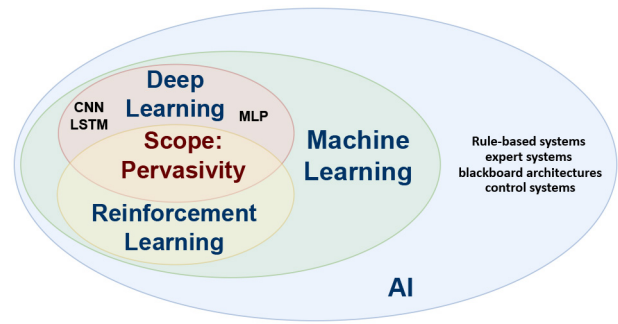 Deep
Learning
CNN
LSTM
MLP
Scope:
Pervasivity
Machine
Learning
Reinforcement
Learning
Rule-based systems
expert systems
blackboard architectures
control systems
AI